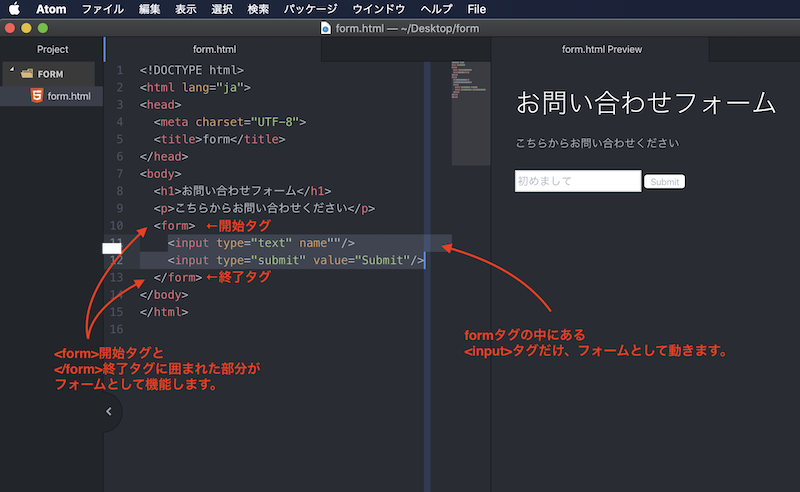 Atom ファイル 編集 表示 選択 検索 パッケージ ウインドウ ヘルプ File
form.html — ~/Desktop/form
Project
form.html
form.html Preview
FORM
form.html
1 <!DOCTYPE html>
2 <html lang="ja">
3 <head>
4 <meta charset="UTF-8">
5 <title>form</title>
6 </head>
7 <body>
8 <h1>お問い合わせフォーム</h1>
9 <p>こちらからお問い合わせください</p>
10 <form> ←開始タグ
11 <input type="text" name""/>
12 <input type="submit" value="Submit"/>
13 </form> ←終了タグ
14 </body>
15 </html>
16
<form>開始タグと
</form>終了タグに囲まれた部分が
フォームとして機能します。
お問い合わせフォーム
こちらからお問い合わせください
初めまして Submit
formタグの中にある
<input>タグだけ、フォームとして動きます。